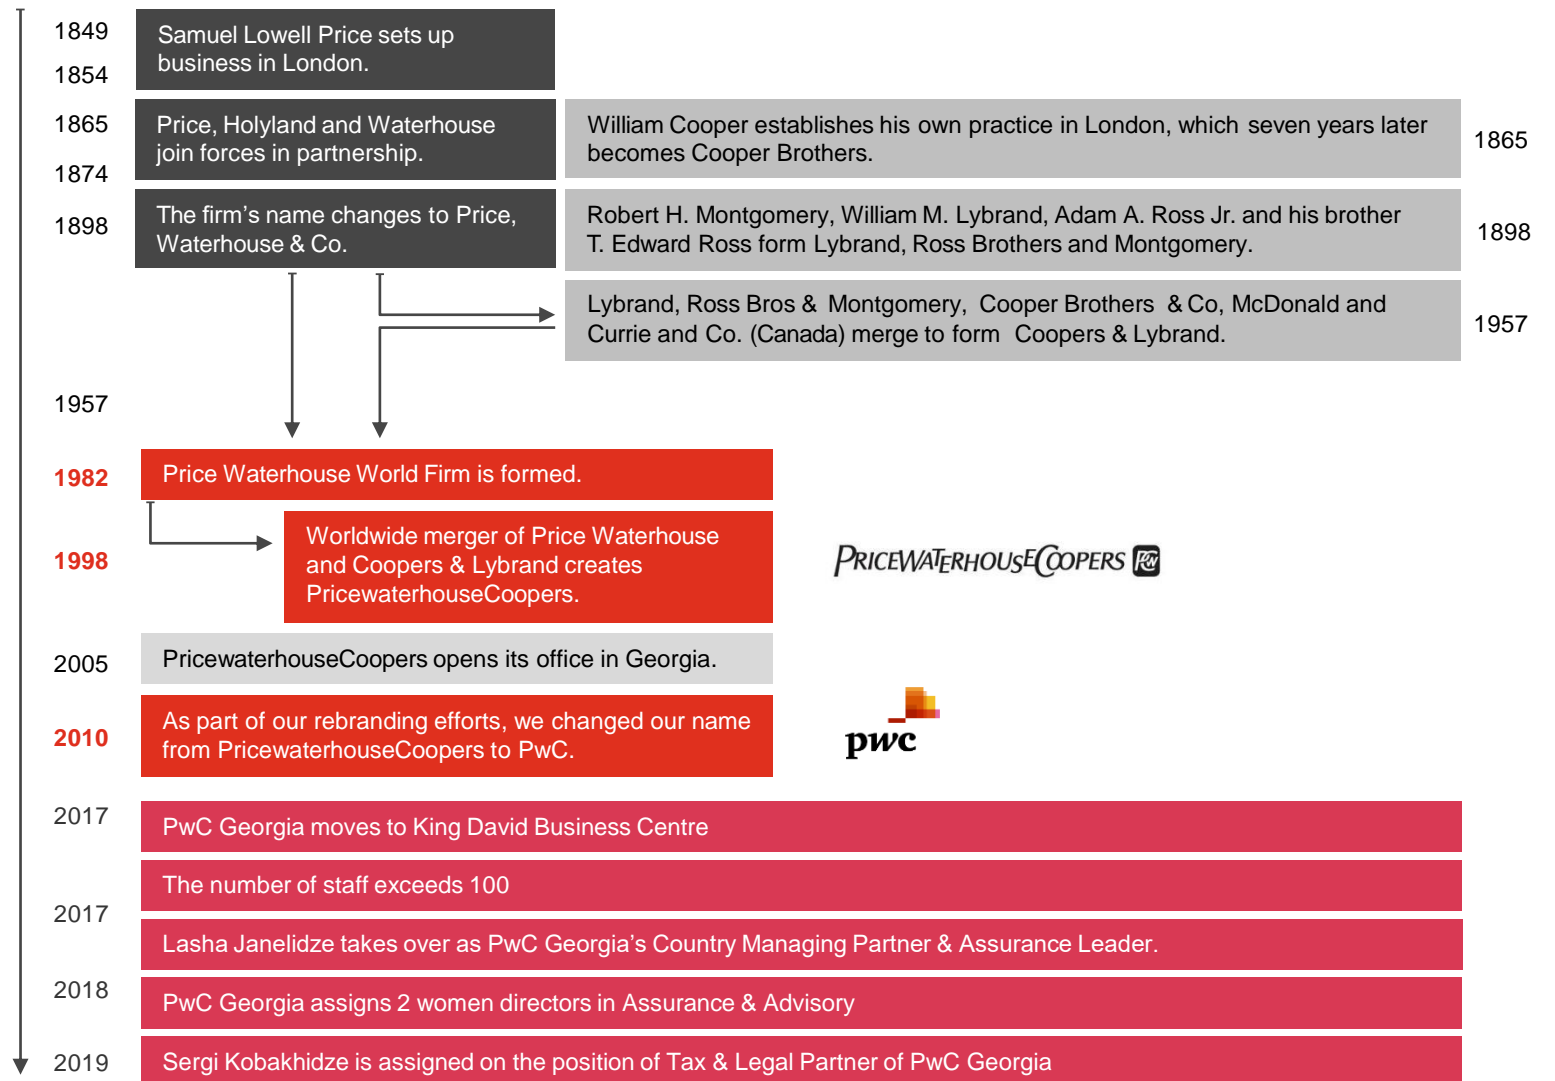 1849
Samuel Lowell Price sets up
business in London.
1854
1865
Price, Holyland and Waterhouse
join forces in partnership.
1874
William Cooper establishes his own practice in London, which seven years later
becomes Cooper Brothers.
1865
1898
The firm's name changes to Price,
Waterhouse & Co.
Robert H. Montgomery, William M. Lybrand, Adam A. Ross Jr. and his brother
T. Edward Ross form Lybrand, Ross Brothers and Montgomery.
1898
Lybrand, Ross Bros & Montgomery, Cooper Brothers & Co, McDonald and
Currie and Co. (Canada) merge to form Coopers & Lybrand.
1957
1957
1982
Price Waterhouse World Firm is formed.
1998
Worldwide merger of Price Waterhouse
and Coopers & Lybrand creates
PricewaterhouseCoopers.
PRICEWATERHOUSECOOPERS PwC
2005
PricewaterhouseCoopers opens its office in Georgia.
2010
As part of our rebranding efforts, we changed our name
from PricewaterhouseCoopers to PwC.
pwc
2017
PwC Georgia moves to King David Business Centre
The number of staff exceeds 100
2017
Lasha Janelidze takes over as PwC Georgia's Country Managing Partner & Assurance Leader.
2018
PwC Georgia assigns 2 women directors in Assurance & Advisory
2019
Sergi Kobakhidze is assigned on the position of Tax & Legal Partner of PwC Georgia